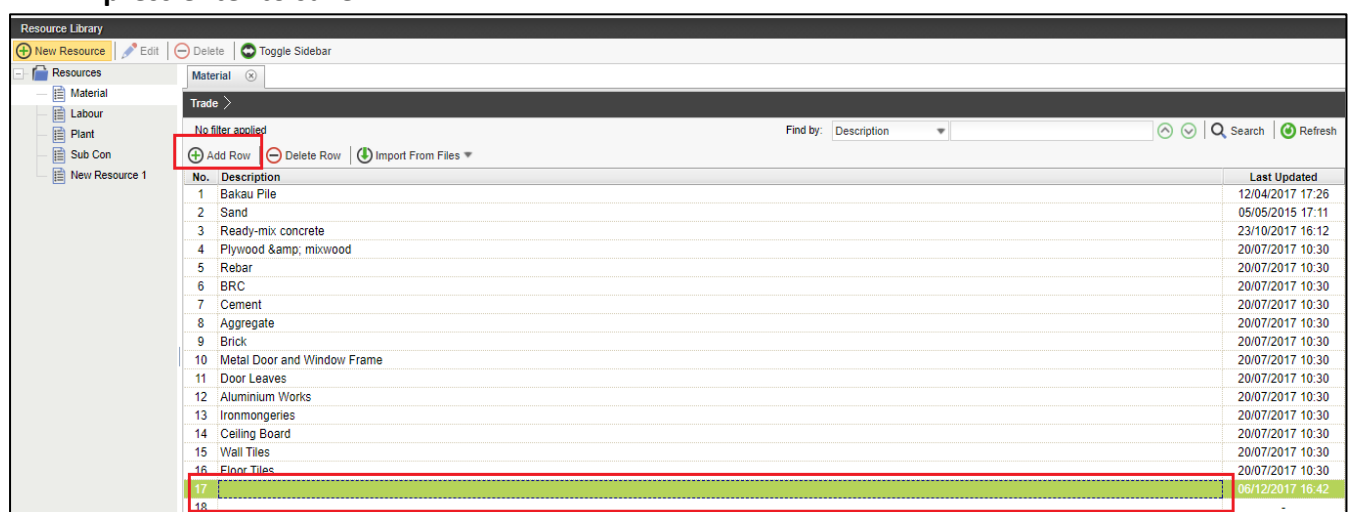 Resource Library
New Resource Edit Delete Toggle Sidebar
Resources
Material
Labour
Plant
Sub Con
New Resource 1
Material
Trade
No filter applied Find by: Description Search Refresh
Add Row Delete Row Import From Files
No. Description Last Updated
1 Bakau Pile 12/04/2017 17:26
2 Sand 05/05/2015 17:11
3 Ready-mix concrete 23/10/2017 16:12
4 Plywood &amp; mixwood 20/07/2017 10:30
5 Rebar 20/07/2017 10:30
6 BRC 20/07/2017 10:30
7 Cement 20/07/2017 10:30
8 Aggregate 20/07/2017 10:30
9 Brick 20/07/2017 10:30
10 Metal Door and Window Frame 20/07/2017 10:30
11 Door Leaves 20/07/2017 10:30
12 Aluminium Works 20/07/2017 10:30
13 Ironmongeries 20/07/2017 10:30
14 Ceiling Board 20/07/2017 10:30
15 Wall Tiles 20/07/2017 10:30
16 Floor Tiles 20/07/2017 10:30
17 06/12/2017 16:42
18 -